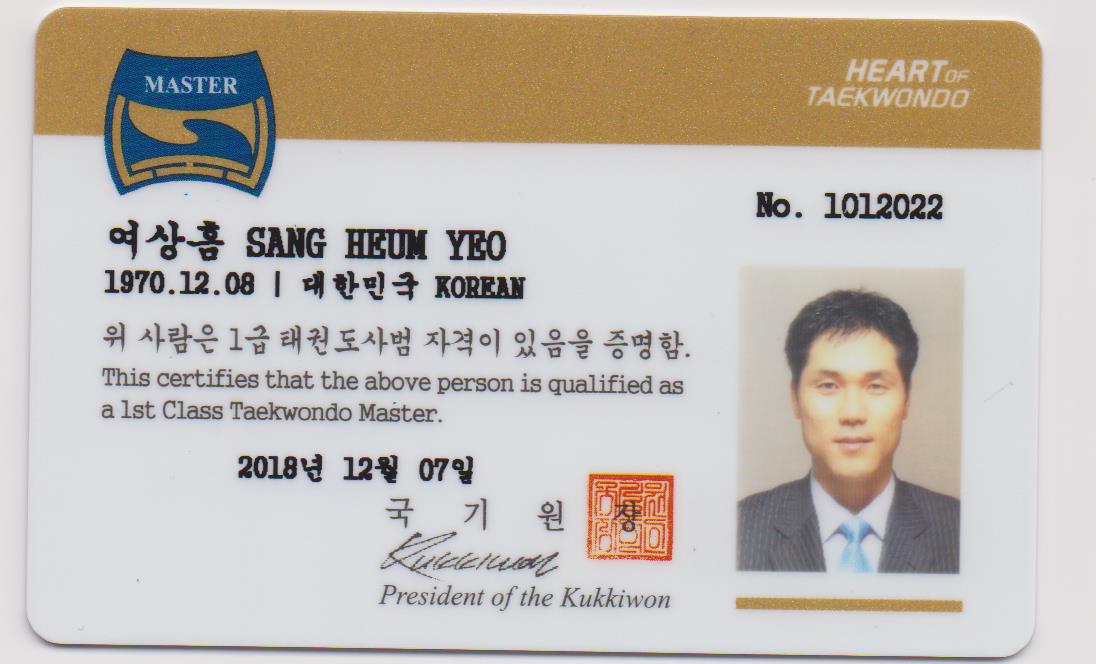 MASTER
HEART OF
TAEKWONDO
No. 1012022
여상흠 SANG HEUM YEO
1970.12.08 | 대한민국 KOREAN
위 사람은 1급 태권도사범 자격이 있음을 증명함.
This certifies that the above person is qualified as
a 1st Class Taekwondo Master.
2018년 12월 07일
국 기 원 장
Kukkiwon
President of the Kukkiwon